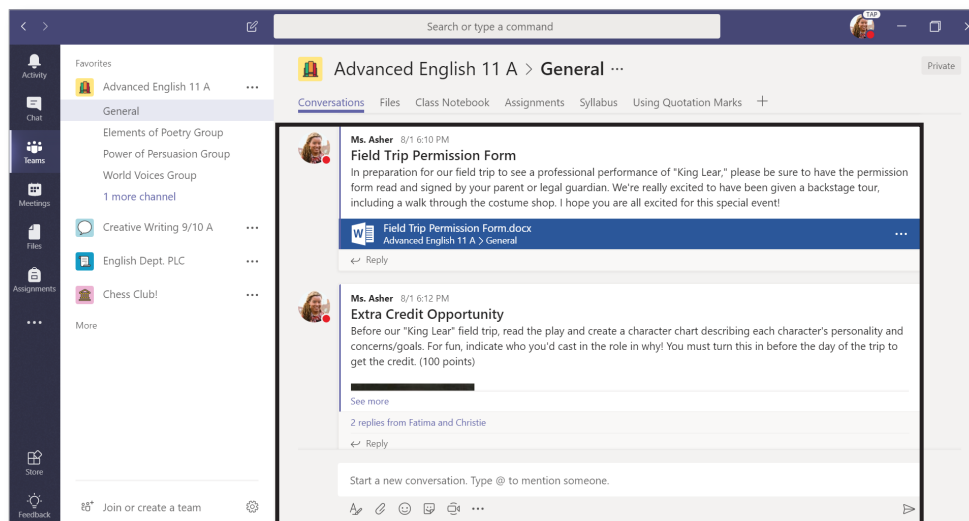 Search or type a command
TAP
Activity
Chat
Teams
Meetings
Files
Assignments
Store
Feedback
Favorites
Advanced English 11 A
General
Elements of Poetry Group
Power of Persuasion Group
World Voices Group
1 more channel
Creative Writing 9/10 A
English Dept. PLC
Chess Club!
More
Join or create a team
Advanced English 11 A > General
Private
Conversations Files Class Notebook Assignments Syllabus Using Quotation Marks
Ms. Asher 8/1 6:10 PM
Field Trip Permission Form
In preparation for our field trip to see a professional performance of "King Lear," please be sure to have the permission
form read and signed by your parent or legal guardian. We're really excited to have been given a backstage tour,
including a walk through the costume shop. I hope you are all excited for this special event!
Field Trip Permission Form.docx
Advanced English 11 A > General
Reply
Ms. Asher 8/1 6:12 PM
Extra Credit Opportunity
Before our "King Lear" field trip, read the play and create a character chart describing each character's personality and
concerns/goals. For fun, indicate who you'd cast in the role in why! You must turn this in before the day of the trip to
get the credit. (100 points)
See more
2 replies from Fatima and Christie
Reply
Start a new conversation. Type @ to mention someone.